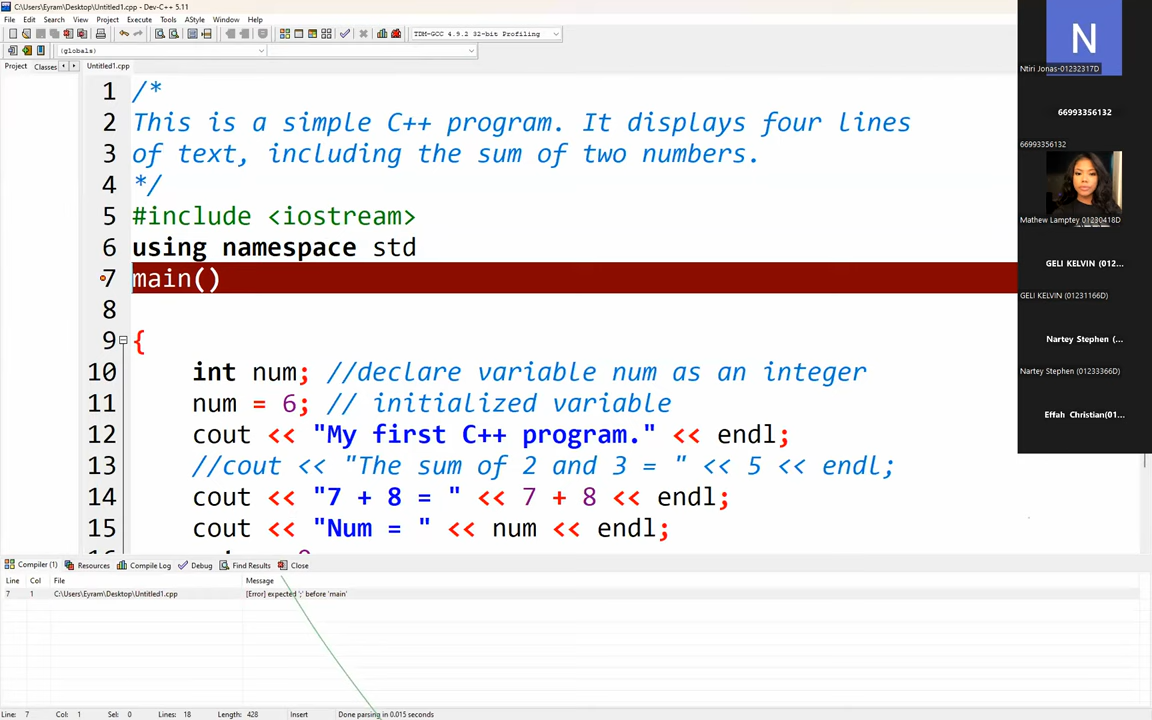 C:\Users\Eyram\Desktop\Untitled1.cpp - Dev-C++ 5.11
File Edit Search View Project Execute Tools AStyle Window Help
TDM-GCC 4.9.2 32-bit Profiling
(globals)
Project Classes Untitled1.cpp
1 /*
2 This is a simple C++ program. It displays four lines
3 of text, including the sum of two numbers.
4 */
5 #include <iostream>
6 using namespace std
7 main()
8
9 {
10 int num; //declare variable num as an integer
11 num = 6; // initialized variable
12 cout << "My first C++ program." << endl;
13 //cout << "The sum of 2 and 3 = " << 5 << endl;
14 cout << "7 + 8 = " << 7 + 8 << endl;
15 cout << "Num = " << num << endl;
Compiler (1) Resources Compile Log Debug Find Results Close
Line Col File Message
7 1 C:\Users\Eyram\Desktop\Untitled1.cpp [Error] expected ';' before 'main'
Line: 7 Col: 1 Sel: 0 Lines: 18 Length: 428 Insert Done parsing in 0.015 seconds
N
Ntiri Jonas-01232317D
66993356132
66993356132
Mathew Lamptey 01230418D
GELI KELVIN (012...
GELI KELVIN (01231166D)
Nartey Stephen (...
Nartey Stephen (01233366D)
Effah Christian(01...